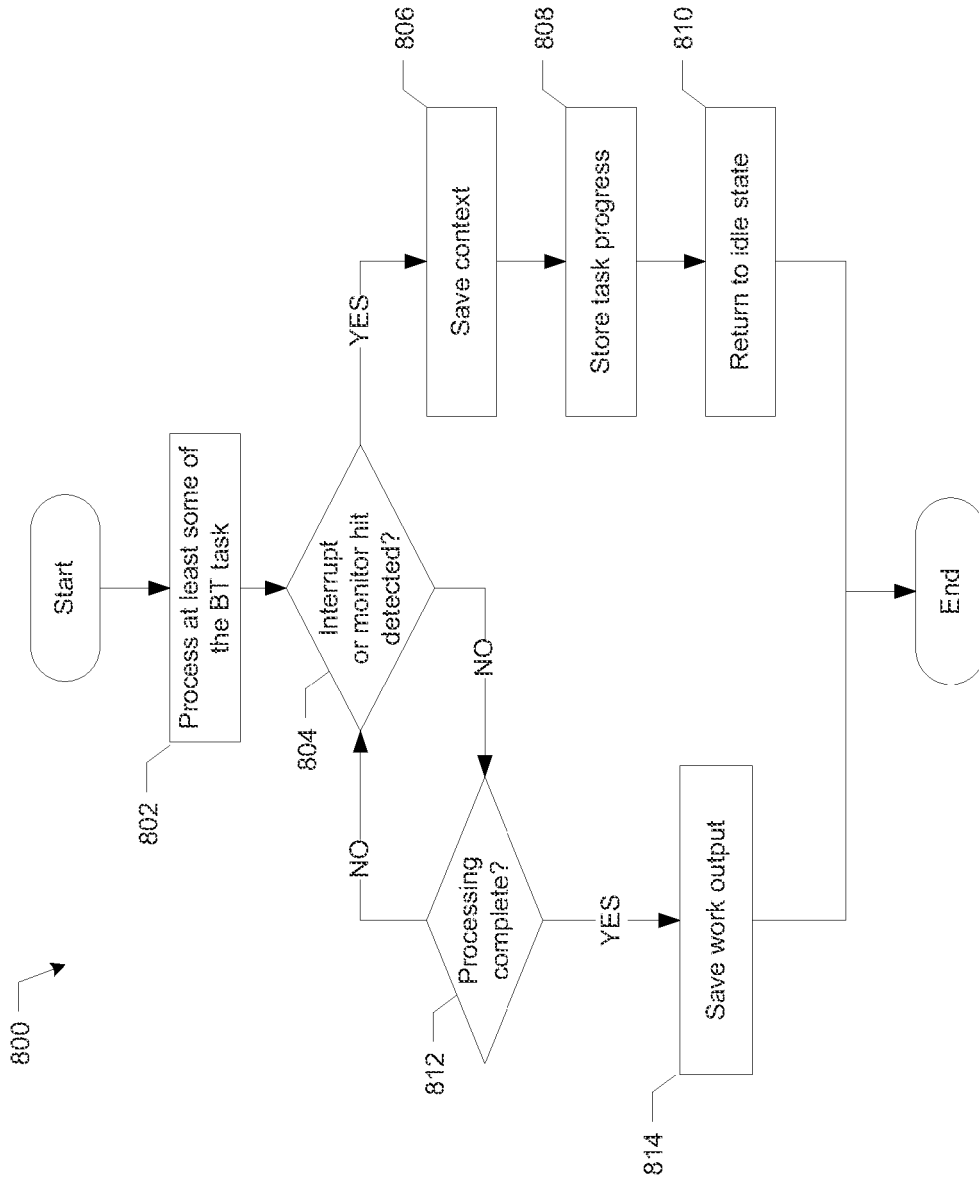 800
Start
802
Process at least some of
the BT task
804
Interrupt
or monitor hit
detected?
YES
806
Save context
NO
NO
808
Store task progress
812
Processing
complete?
810
Return to idle state
YES
814
Save work output
End